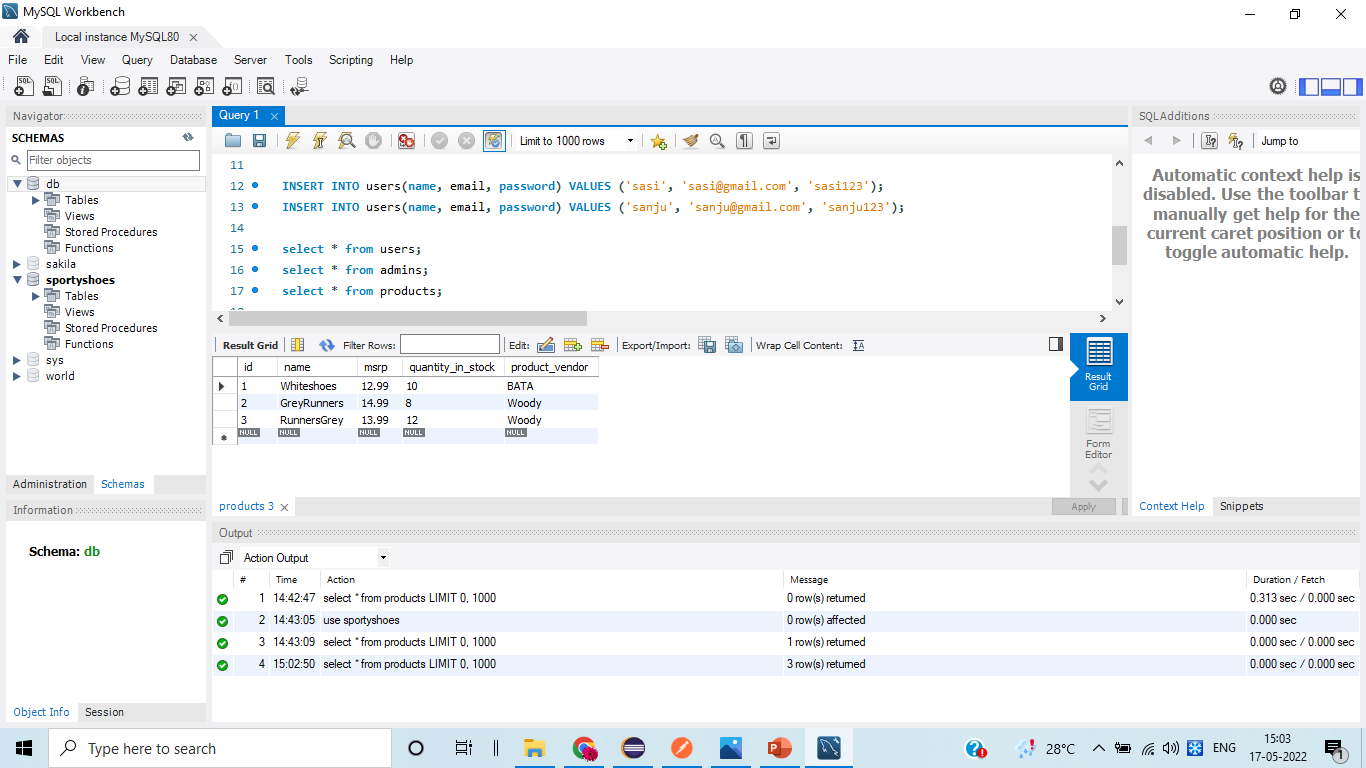 MySQL Workbench
Local instance MySQL80
File Edit View Query Database Server Tools Scripting Help
Navigator
SCHEMAS
Filter objects
db
Tables
Views
Stored Procedures
Functions
sakila
sportyshoes
Tables
Views
Stored Procedures
Functions
sys
world
Administration Schemas
Information
Schema: db
Object Info Session
Query 1
Limit to 1000 rows
11
12 INSERT INTO users(name, email, password) VALUES ('sasi', 'sasi@gmail.com', 'sasi123');
13 INSERT INTO users(name, email, password) VALUES ('sanju', 'sanju@gmail.com', 'sanju123');
14
15 select * from users;
16 select * from admins;
17 select * from products;
Result Grid Filter Rows: Edit: Export/Import: Wrap Cell Content:
id name msrp quantity_in_stock product_vendor
1 Whiteshoes 12.99 10 BATA
2 GreyRunners 14.99 8 Woody
3 RunnersGrey 13.99 12 Woody
NULL NULL NULL NULL NULL
Result
Grid
Form
Editor
products 3
Apply
SQLAdditions
Jump to
Automatic context help is
disabled. Use the toolbar t
manually get help for the
current caret position or to
toggle automatic help.
Context Help Snippets
Output
Action Output
# Time Action Message Duration / Fetch
1 14:42:47 select * from products LIMIT 0, 1000 0 row(s) returned 0.313 sec / 0.000 sec
2 14:43:05 use sportyshoes 0 row(s) affected 0.000 sec
3 14:43:09 select * from products LIMIT 0, 1000 1 row(s) returned 0.000 sec / 0.000 sec
4 15:02:50 select * from products LIMIT 0, 1000 3 row(s) returned 0.000 sec / 0.000 sec
Type here to search
28°C
ENG
15:03
17-05-2022
1